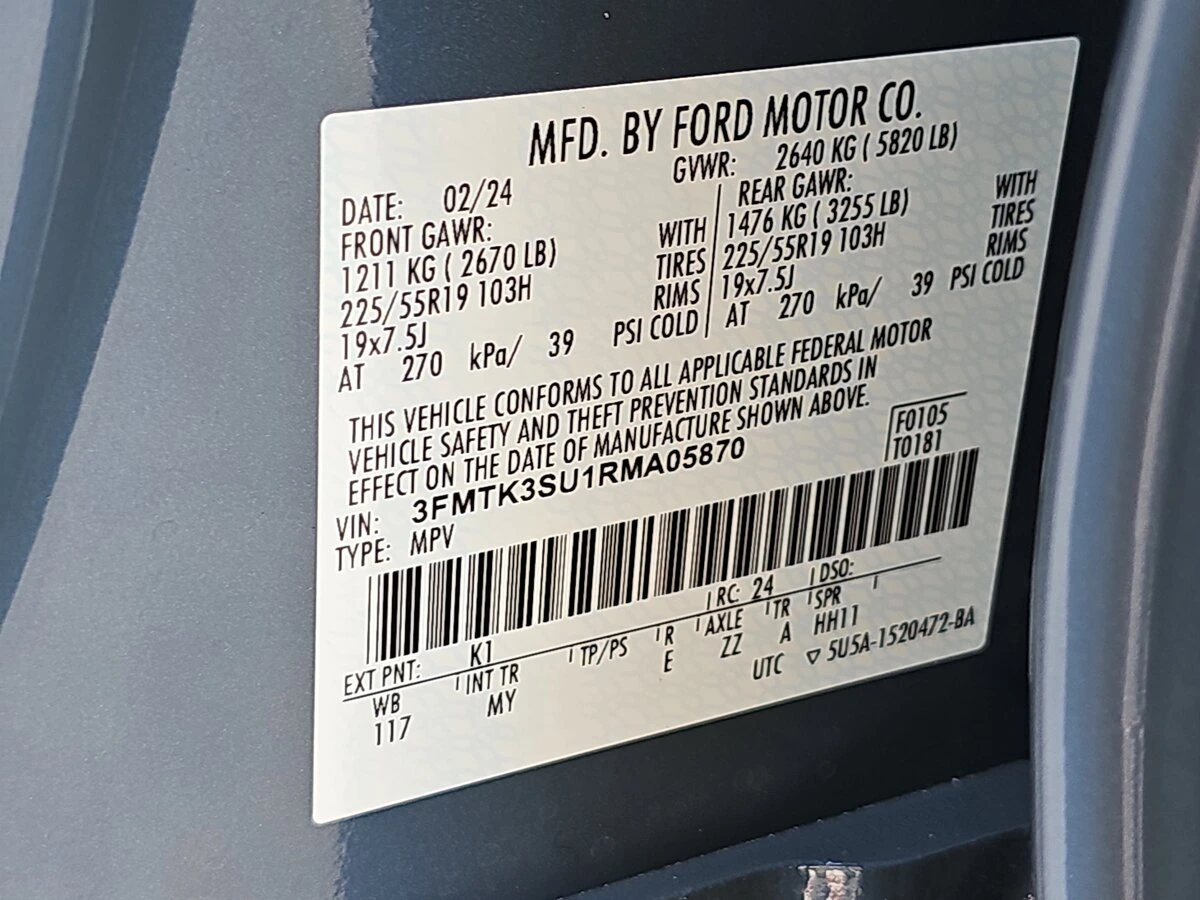 MFD. BY FORD MOTOR CO.
DATE: 02/24 GVWR: 2640 KG ( 5820 LB)
FRONT GAWR: REAR GAWR:
1211 KG ( 2670 LB) WITH 1476 KG ( 3255 LB) WITH
225/55R19 103H TIRES 225/55R19 103H TIRES
19x7.5J RIMS 19x7.5J RIMS
AT 270 kPa/ 39 PSI COLD AT 270 kPa/ 39 PSI COLD
THIS VEHICLE CONFORMS TO ALL APPLICABLE FEDERAL MOTOR
VEHICLE SAFETY AND THEFT PREVENTION STANDARDS IN
EFFECT ON THE DATE OF MANUFACTURE SHOWN ABOVE.
F0105
T0181
VIN: 3FMTK3SU1RMA05870
TYPE: MPV
EXT PNT: K1 RC: 24 DSO:
WB INT TR TP/PS R AXLE TR SPR
117 MY E ZZ A HH11
UTC ▽ 5U5A-1520472-BA